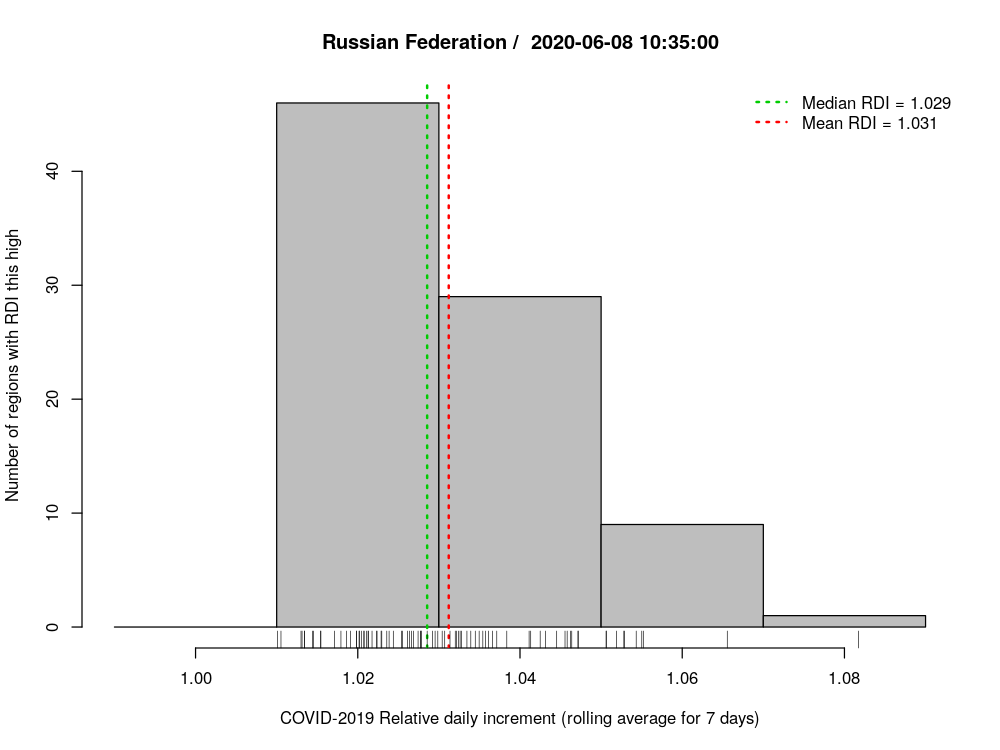 Russian Federation /  2020-06-08 10:35:00
Median RDI = 1.029
Mean RDI = 1.031
Number of regions with RDI this high
40
30
20
10
0
1.00 1.02 1.04 1.06 1.08
COVID-2019 Relative daily increment (rolling average for 7 days)